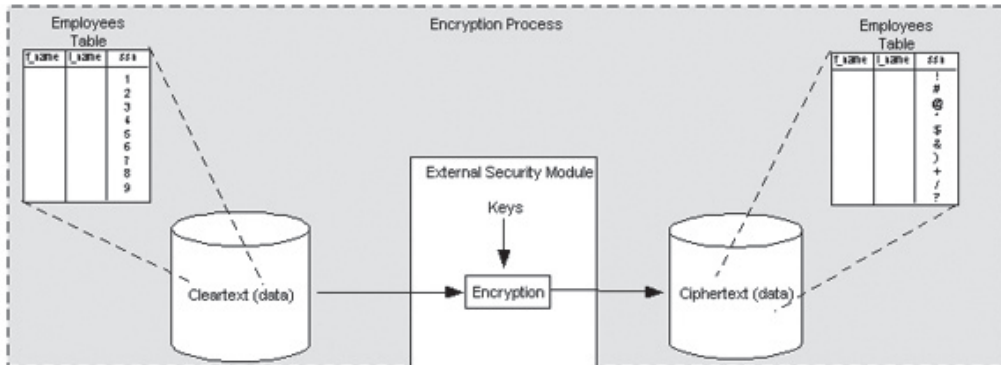 Employees
Table
f_name l_name ssn
1
2
3
4
5
6
7
8
9
Encryption Process
Employees
Table
f_name l_name ssn
!
#
@
$
&
)
+
/
?
External Security Module
Keys
Encryption
Cleartext (data)
Ciphertext (data)